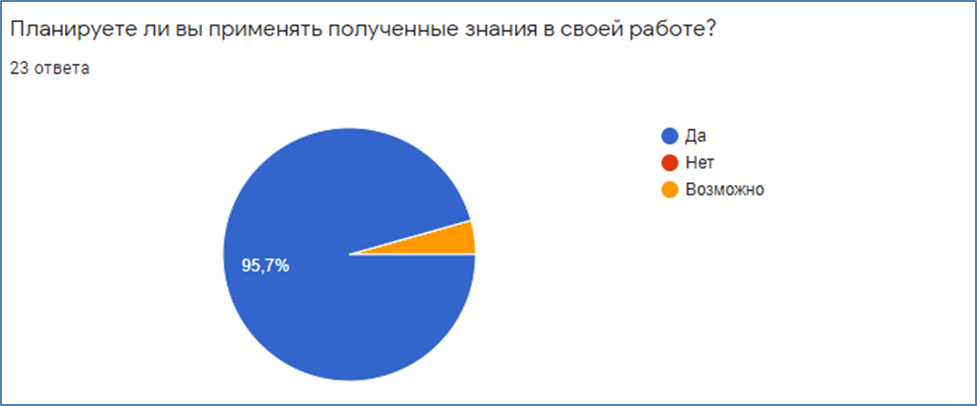 Планируете ли вы применять полученные знания в своей работе?
23 ответа
Да
Нет
Возможно
95,7%